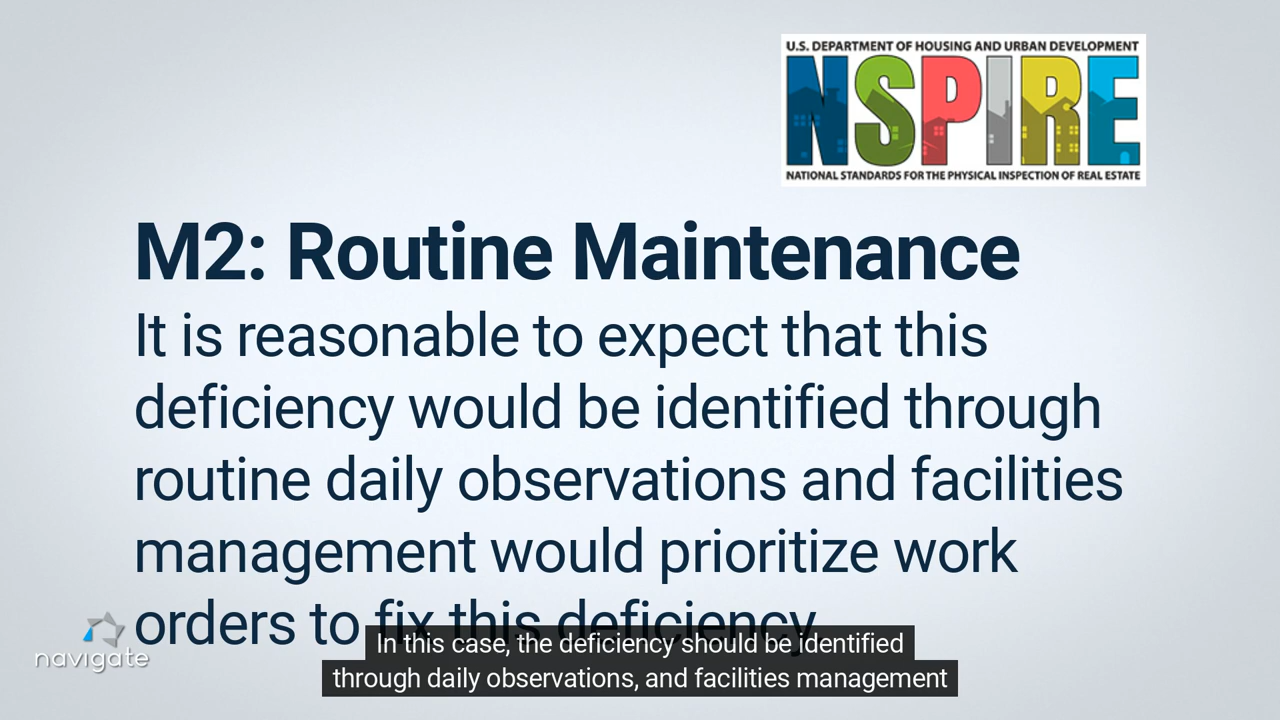 U.S. DEPARTMENT OF HOUSING AND URBAN DEVELOPMENT
NSPIRE
NATIONAL STANDARDS FOR THE PHYSICAL INSPECTION OF REAL ESTATE
M2: Routine Maintenance
It is reasonable to expect that this
deficiency would be identified through
routine daily observations and facilities
management would prioritize work
orders to fix this deficiency.
In this case, the deficiency should be identified
through daily observations, and facilities management
navigate